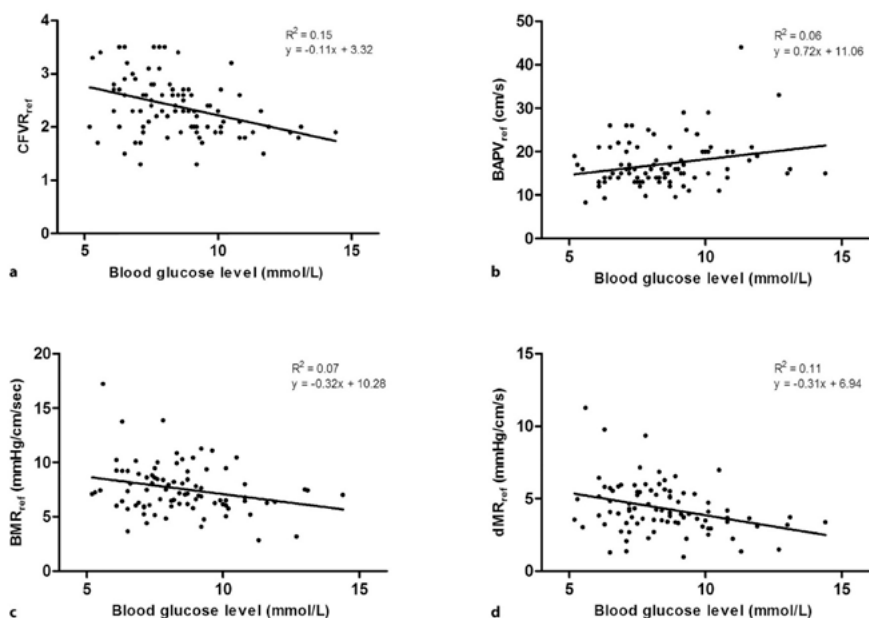 R² = 0.15
y = -0.11x + 3.32
4
3
2
1
0
CFVRref
5
10
15
Blood glucose level (mmol/L)
a
R² = 0.06
y = 0.72x + 11.06
50
40
30
20
10
0
BAPVref (cm/s)
5
10
15
Blood glucose level (mmol/L)
b
R² = 0.07
y = -0.32x + 10.28
20
15
10
5
0
BMRref (mmHg/cm/sec)
5
10
15
Blood glucose level (mmol/L)
c
R² = 0.11
y = -0.31x + 6.94
15
10
5
0
dMRref (mmHg/cm/s)
5
10
15
Blood glucose level (mmol/L)
d